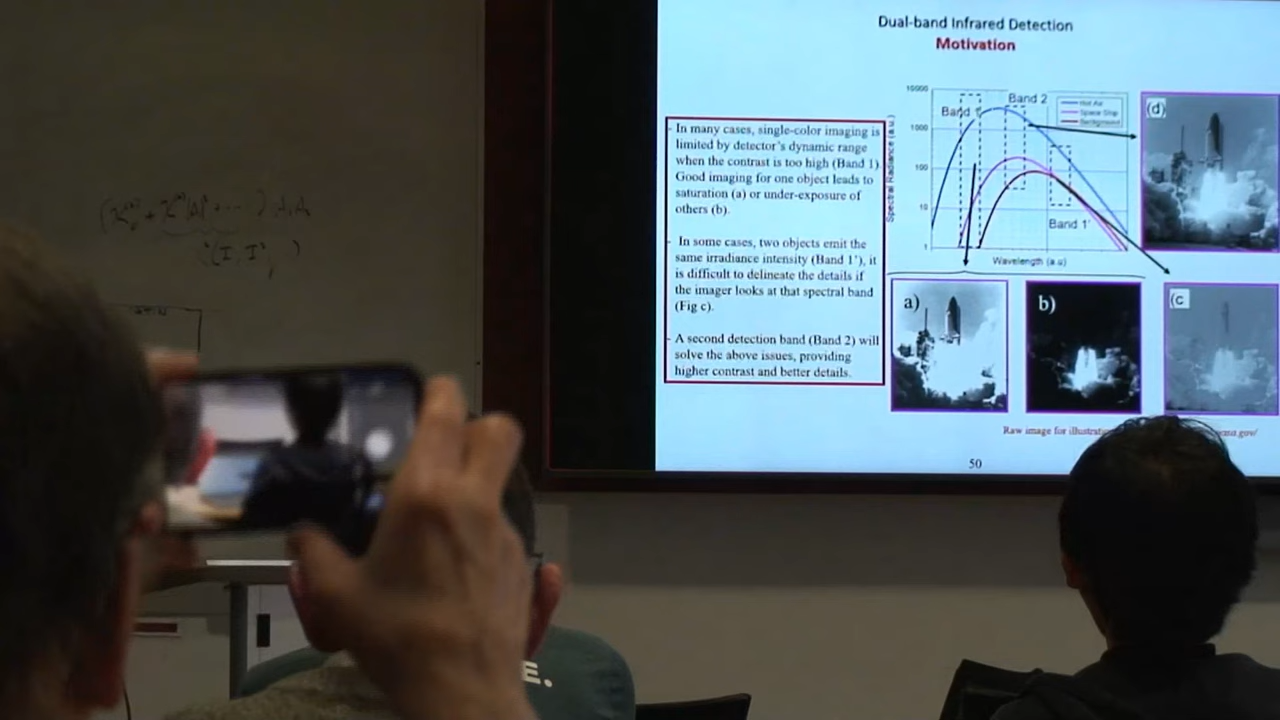 Dual-band Infrared Detection
Motivation
In many cases, single-color imaging is
limited by detector's dynamic range
when the contrast is too high (Band 1)
Good imaging for one object leads to
saturation (a) or under-exposure of
others (b).
In some cases, two objects emit the
same irradiance intensity (Band 1'), it
is difficult to delineate the details if
the imager looks at that spectral band
(Fig c).
A second detection band (Band 2) will
solve the above issues, providing
higher contrast and better details.
Spectral Radiance (a.u.)
10000
1000
100
10
1
Band 1
Band 2
Hot Air
Space Ship
Background
Band 1'
Wavelength (a.u)
(d)
a)
b)
(c
Raw image for
.gov/
50
E.